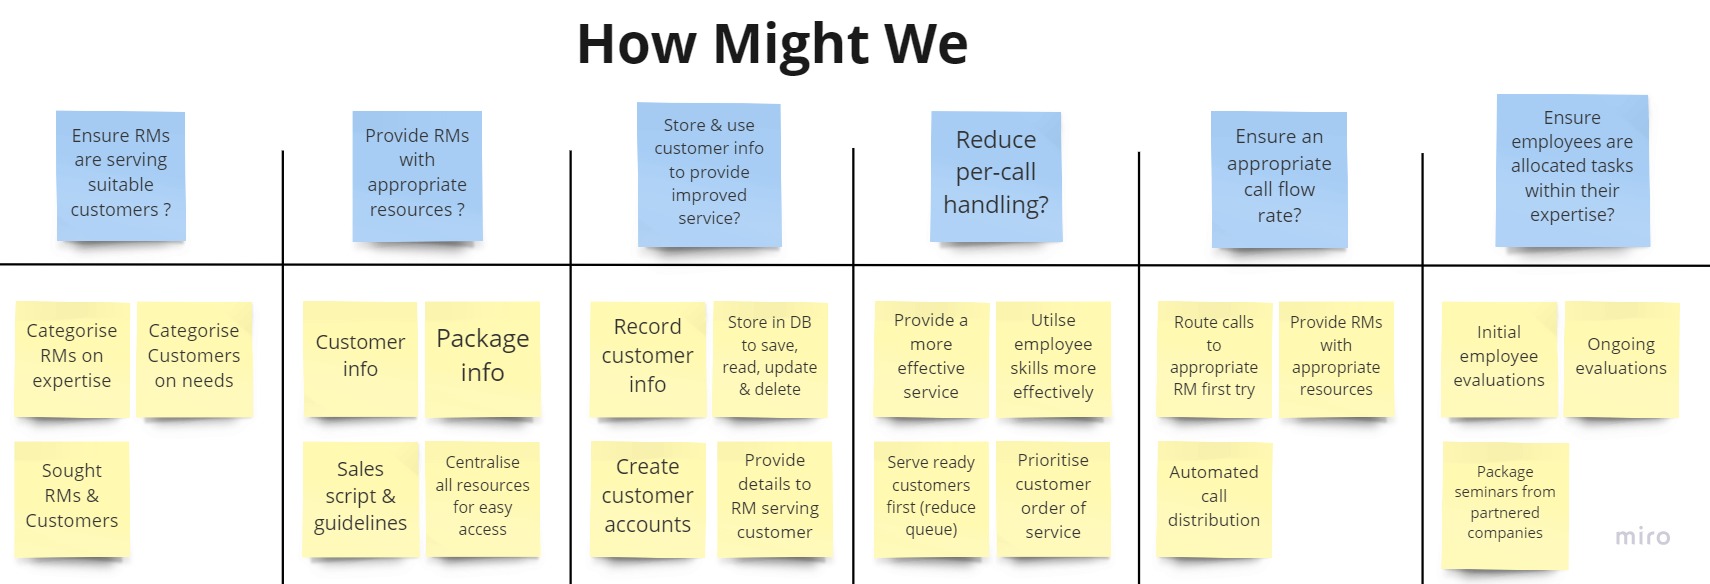 How Might We
Ensure RMs
are serving
suitable
customers ?
Provide RMs
with
appropriate
resources ?
Store & use
customer info
to provide
improved
service?
Reduce
per-call
handling?
Ensure an
appropriate
call flow
rate?
Ensure
employees are
allocated tasks
within their
expertise?
Categorise
RMs on
expertise
Categorise
Customers
on needs
Sought
RMs &
Customers
Customer
info
Package
info
Sales
script &
guidelines
Centralise
all resources
for easy
access
Record
customer
info
Store in DB
to save,
read, update
& delete
Create
customer
accounts
Provide
details to
RM serving
customer
Provide a
more
effective
service
Utilse
employee
skills more
effectively
Serve ready
customers
first (reduce
queue)
Prioritise
customer
order of
service
Route calls
to
appropriate
RM first try
Provide RMs
with
appropriate
resources
Automated
call
distribution
Initial
employee
evaluations
Ongoing
evaluations
Package
seminars from
partnered
companies
miro